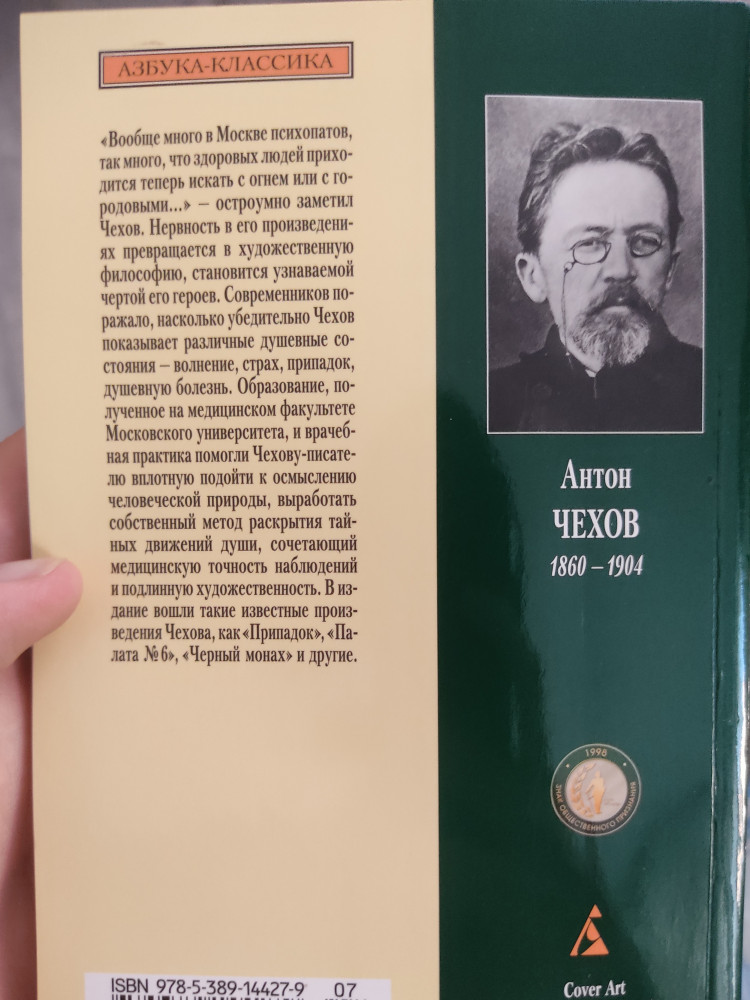 АЗБУКА-КЛАССИКА
«Вообще много в Москве психопатов,
так много, что здоровых людей прихо-
дится теперь искать с огнем или с го-
родовыми...» – остроумно заметил
Чехов. Нервность в его произведени-
ях превращается в художественную
философию, становится узнаваемой
чертой его героев. Современников по-
ражало, насколько убедительно Чехов
показывает различные душевные со-
стояния – волнение, страх, припадок,
душевную болезнь. Образование, по-
лученное на медицинском факультете
Московского университета, и врачеб-
ная практика помогли Чехову-писате-
лю вплотную подойти к осмыслению
человеческой природы, выработать
собственный метод раскрытия тай-
ных движений души, сочетающий
медицинскую точность наблюдений
и подлинную художественность. В из-
дание вошли такие известные произ-
ведения Чехова, как «Припадок», «Па-
лата №6», «Черный монах» и другие.
ISBN 978-5-389-14427-9
07
Антон
ЧЕХОВ
1860 – 1904
1998
ЗНАК ОБЩЕСТВЕННОГО ПРИЗНАНИЯ
Cover Art